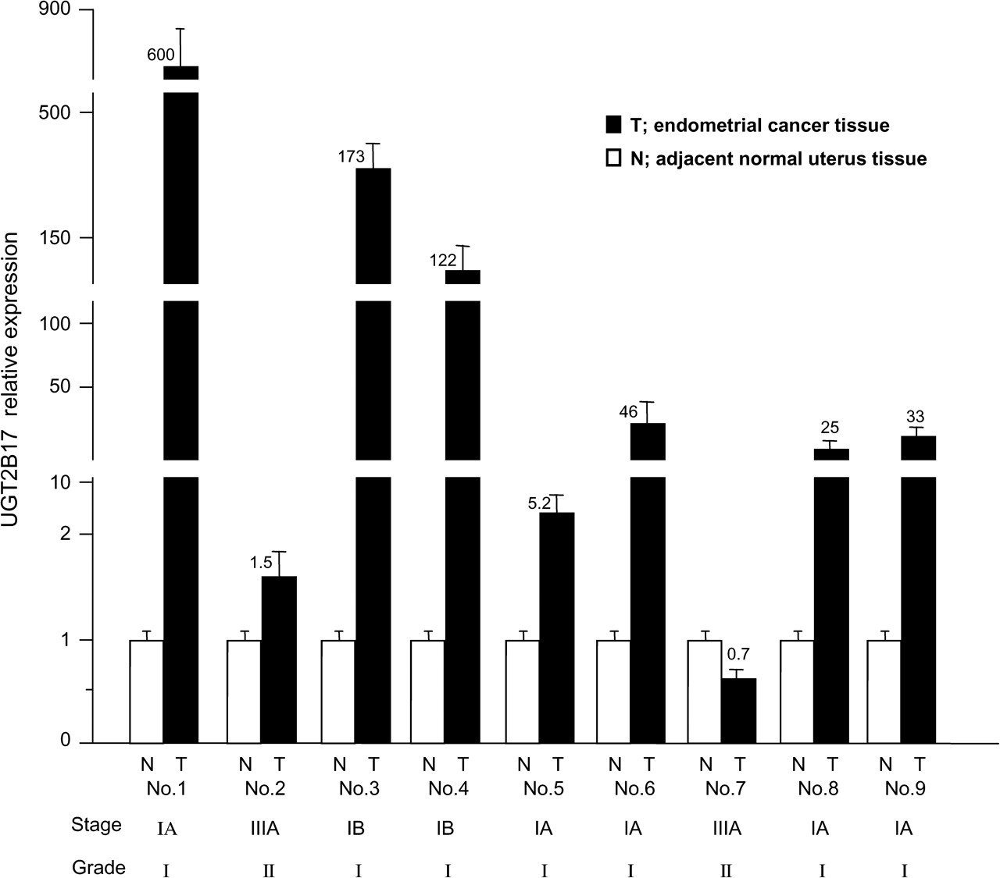 900
600
500
T; endometrial cancer tissue
N; adjacent normal uterus tissue
173
150
122
100
50
46
25
33
10
5.2
2
1.5
1
0.7
0
UGT2B17 relative expression
N T N T N T N T N T N T N T N T N T
No.1 No.2 No.3 No.4 No.5 No.6 No.7 No.8 No.9
Stage IA IIIA IB IB IA IA IIIA IA IA
Grade I II I I I I II I I